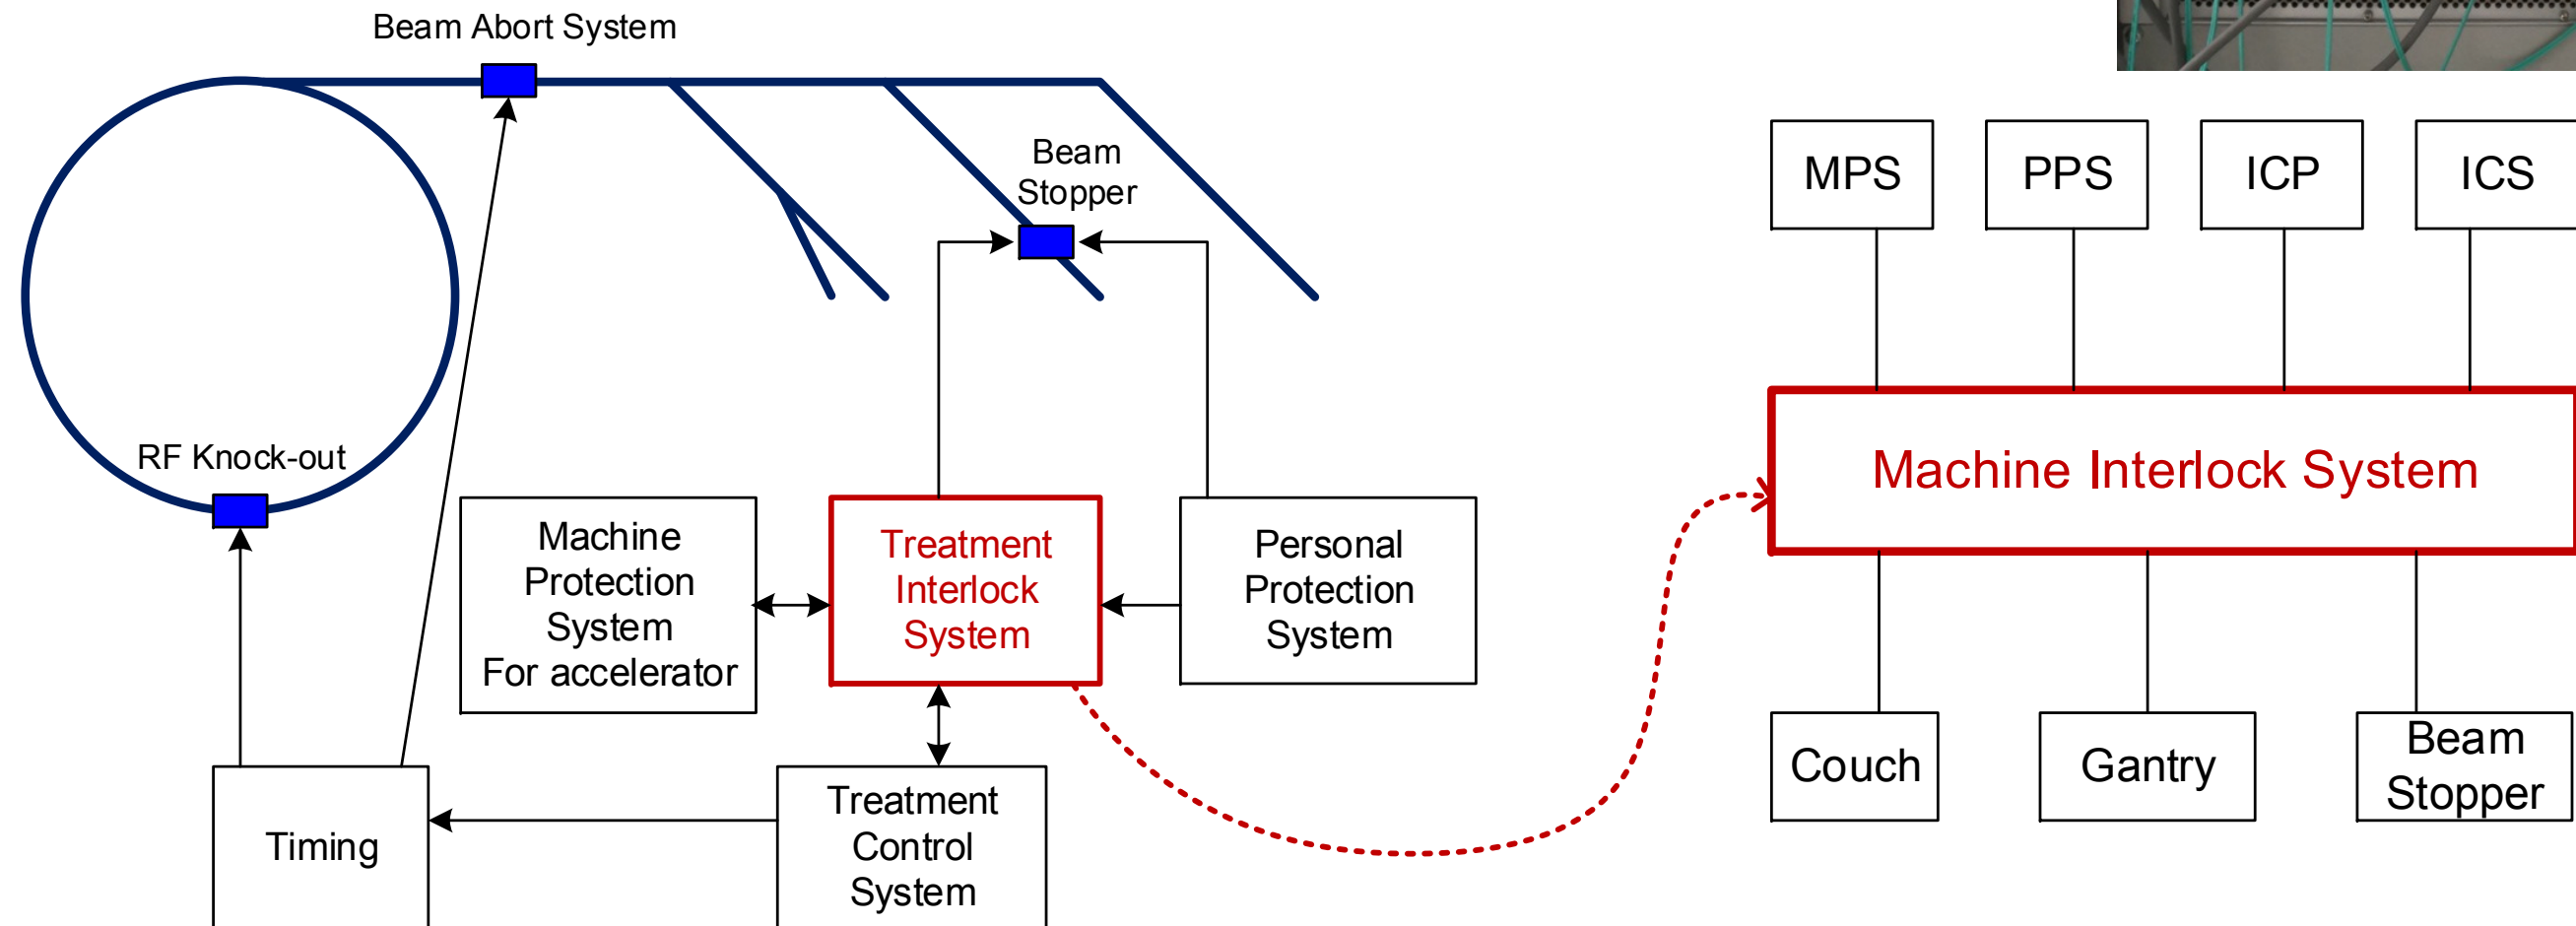 Beam Abort System
Beam
Stopper
RF Knock-out
Machine
Protection
System
For accelerator
Treatment
Interlock
System
Personal
Protection
System
Timing
Treatment
Control
System
MPS
PPS
ICP
ICS
Machine Interlock System
Couch
Gantry
Beam
Stopper